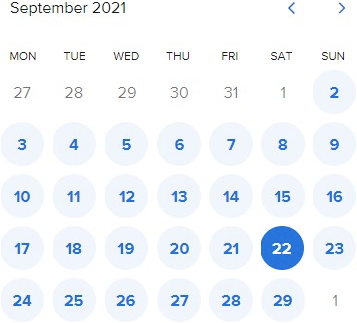 September 2021
MON TUE WED THU FRI SAT SUN
27 28 29 30 31 1 2
3 4 5 6 7 8 9
10 11 12 13 14 15 16
17 18 19 20 21 22 23
24 25 26 27 28 29 1